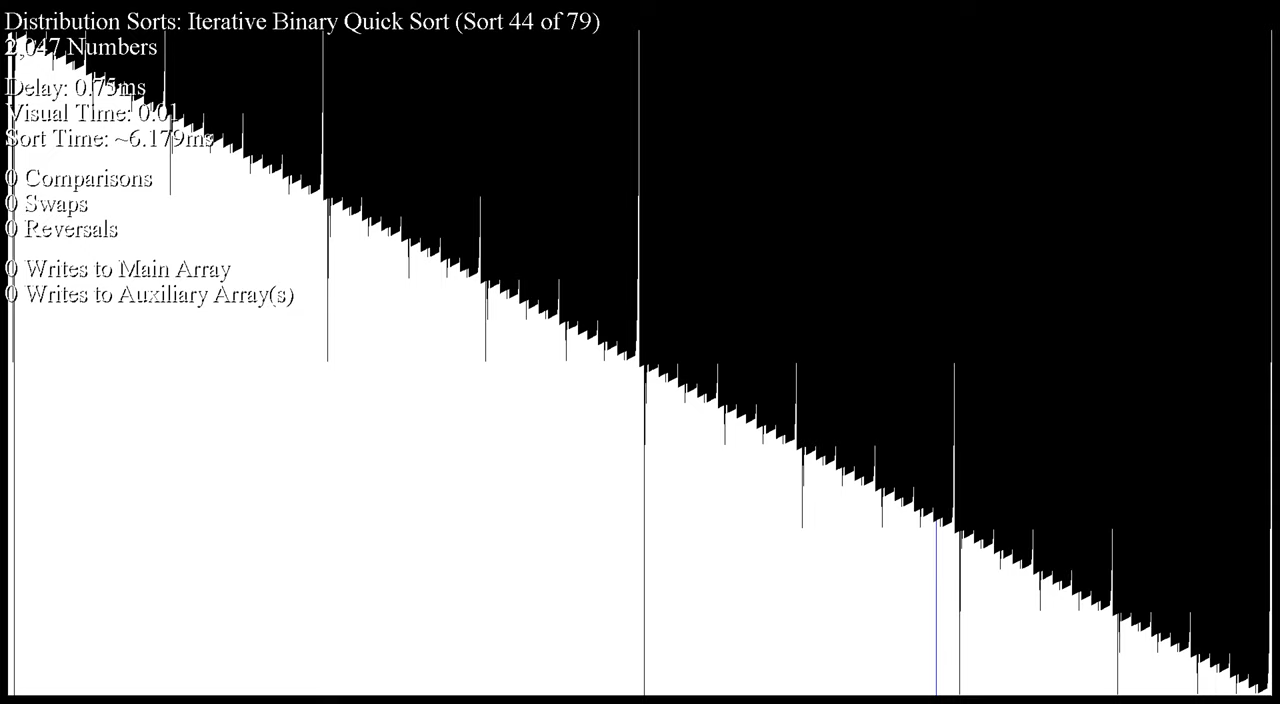 Distribution Sorts: Iterative Binary Quick Sort (Sort 44 of 79)
2,047 Numbers
Delay: 0.75ms
Visual Time: 0:01
Sort Time: ~6.179ms
0 Comparisons
0 Swaps
0 Reversals
0 Writes to Main Array
0 Writes to Auxiliary Array(s)